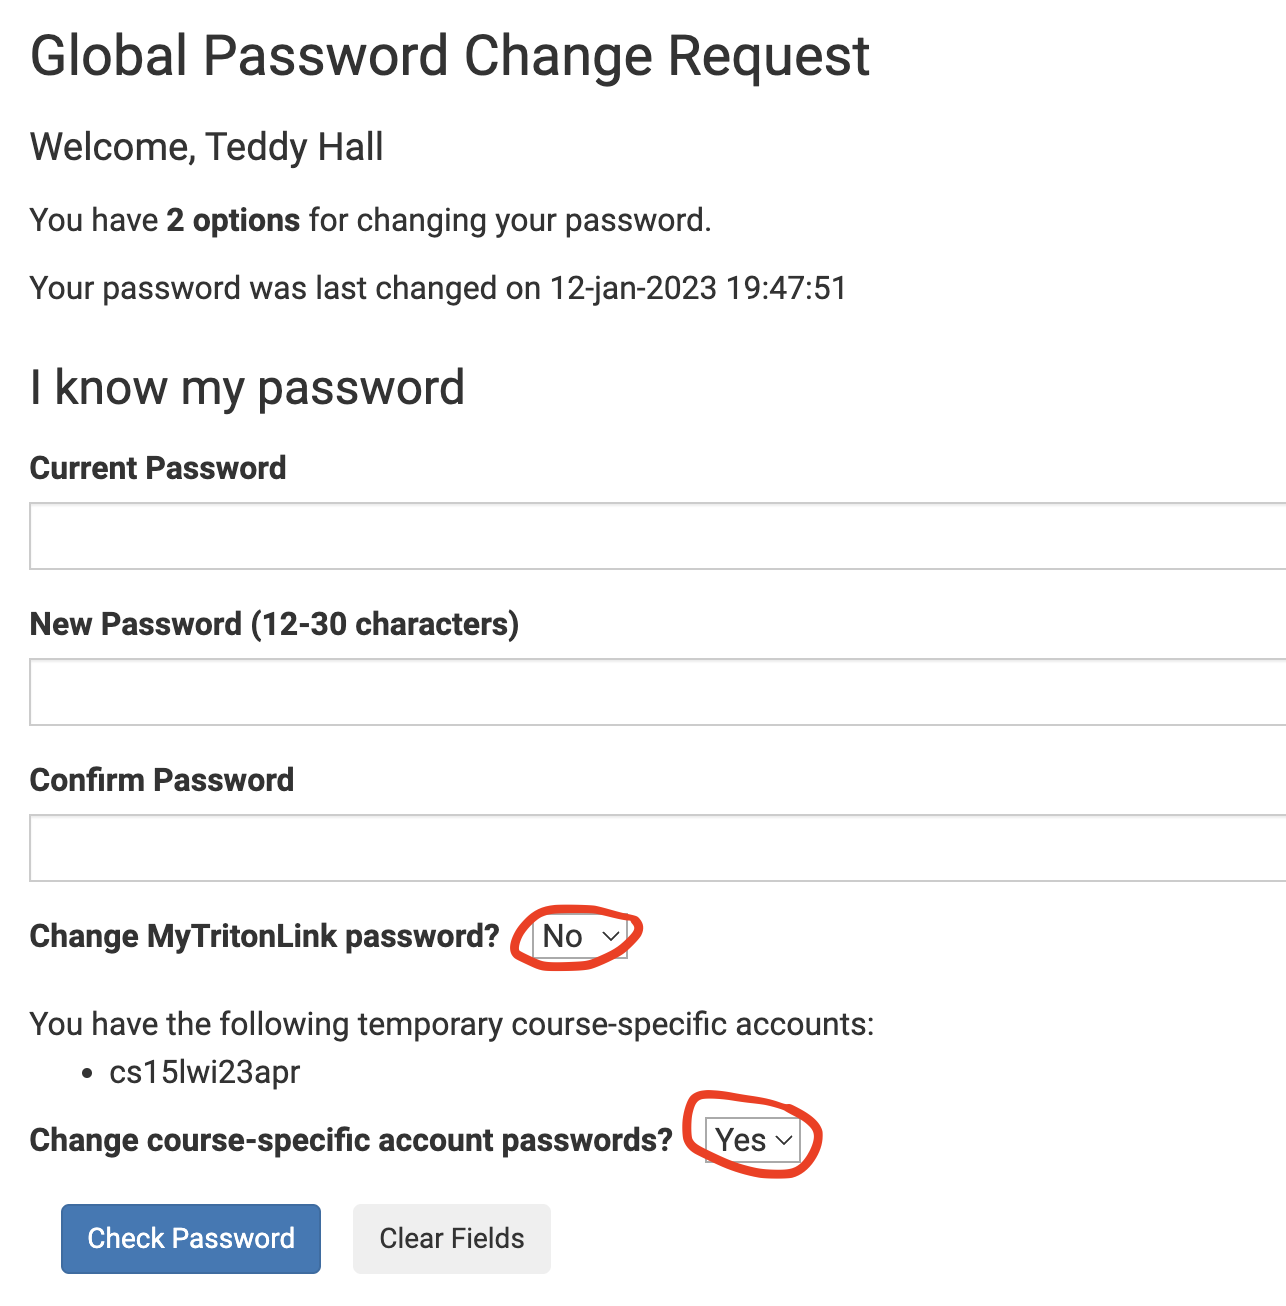 Global Password Change Request
Welcome, Teddy Hall
You have 2 options for changing your password.
Your password was last changed on 12-jan-2023 19:47:51
I know my password
Current Password
New Password (12-30 characters)
Confirm Password
Change MyTritonLink password? No
You have the following temporary course-specific accounts:
• cs15lwi23apr
Change course-specific account passwords? Yes
Check Password Clear Fields